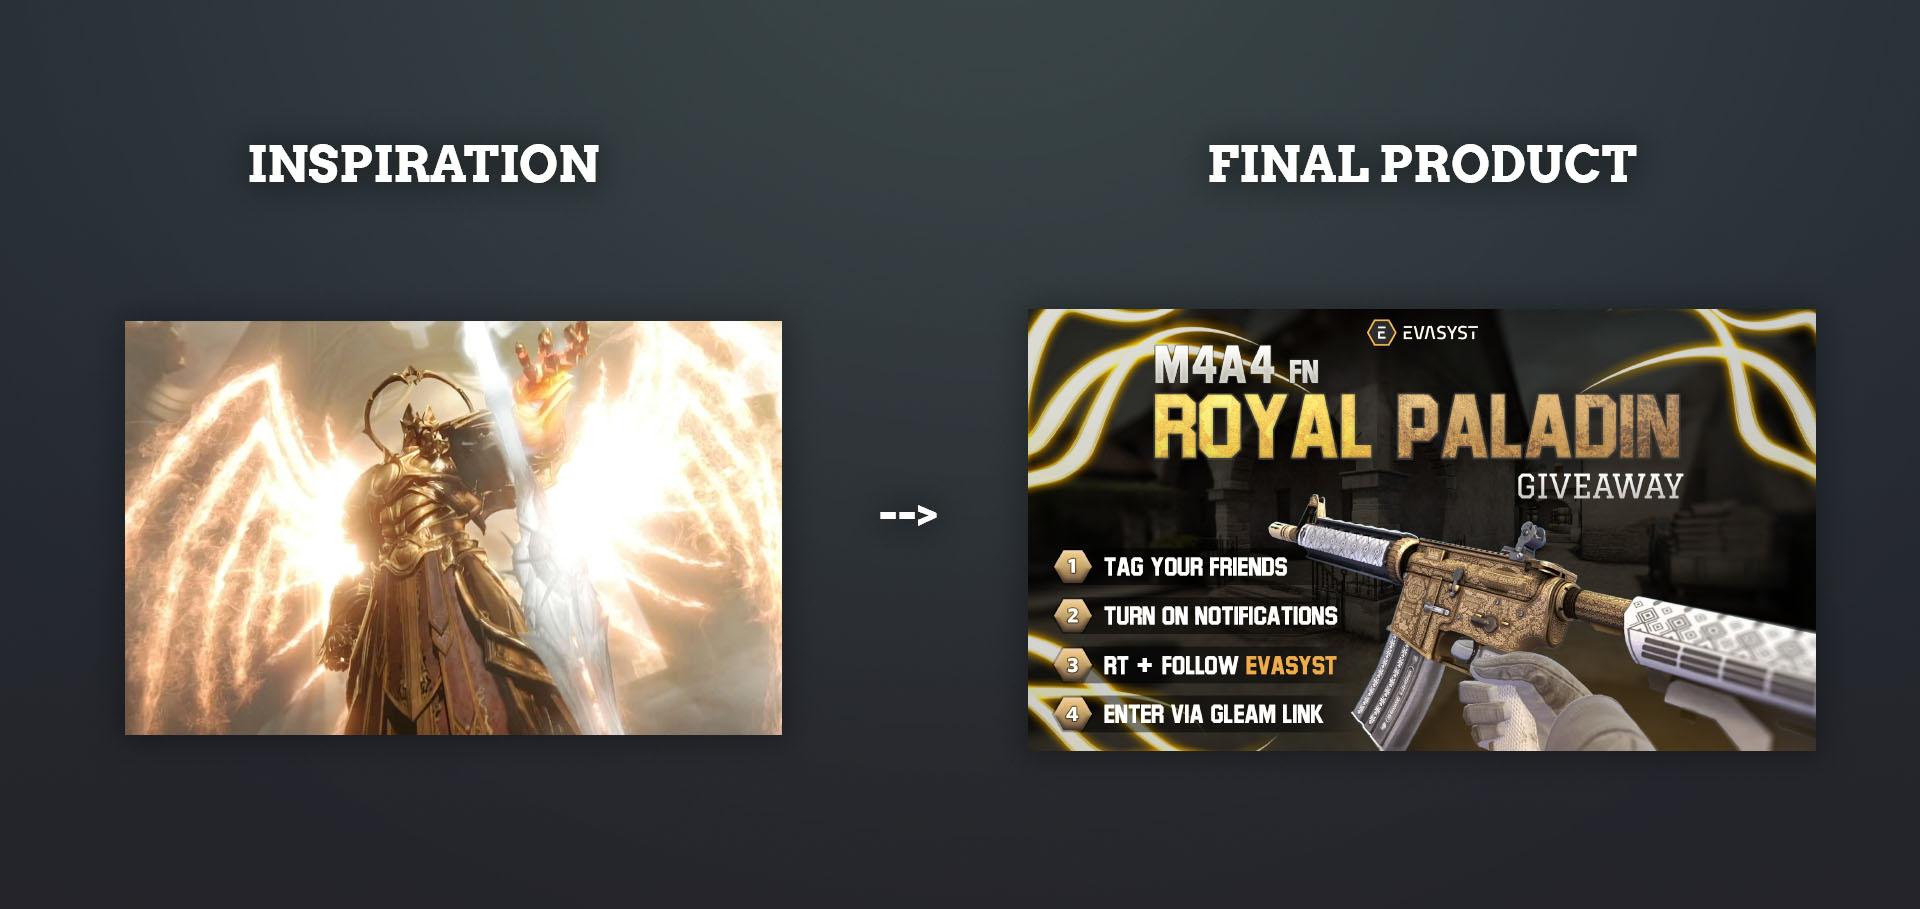 INSPIRATION
FINAL PRODUCT
-->
E EVASYST
M4A4 FN
ROYAL PALADIN
GIVEAWAY
1 TAG YOUR FRIENDS
2 TURN ON NOTIFICATIONS
3 RT + FOLLOW EVASYST
4 ENTER VIA GLEAM LINK